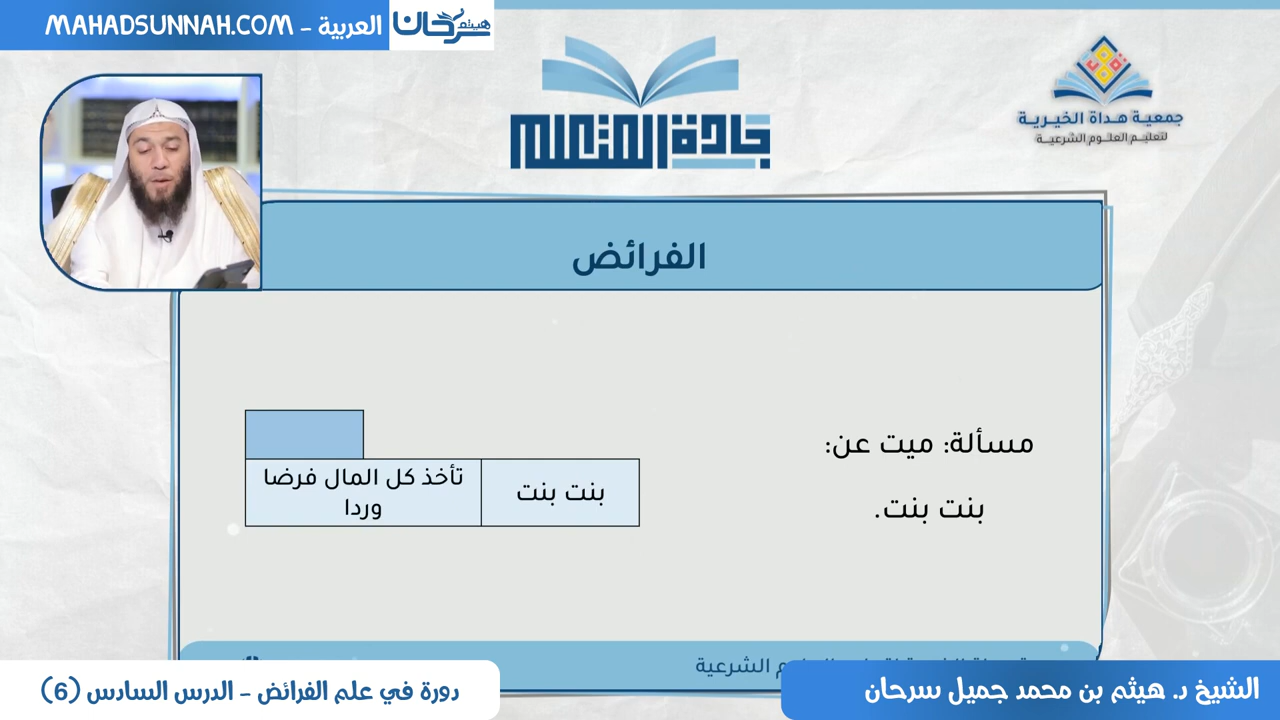 MAHADSUNNAH.COM - العربية
هيثم سرحان
جادة المتعلم
جمعية هداة الخيرية
لتعليم العلوم الشرعية
الفرائض
مسألة: ميت عن:
بنت بنت.
بنت بنت
تأخذ كل المال فرضا
وردا
الشرعية
الشيخ د. هيثم بن محمد جميل سرحان
دورة في علم الفرائض - الدرس السادس (6)